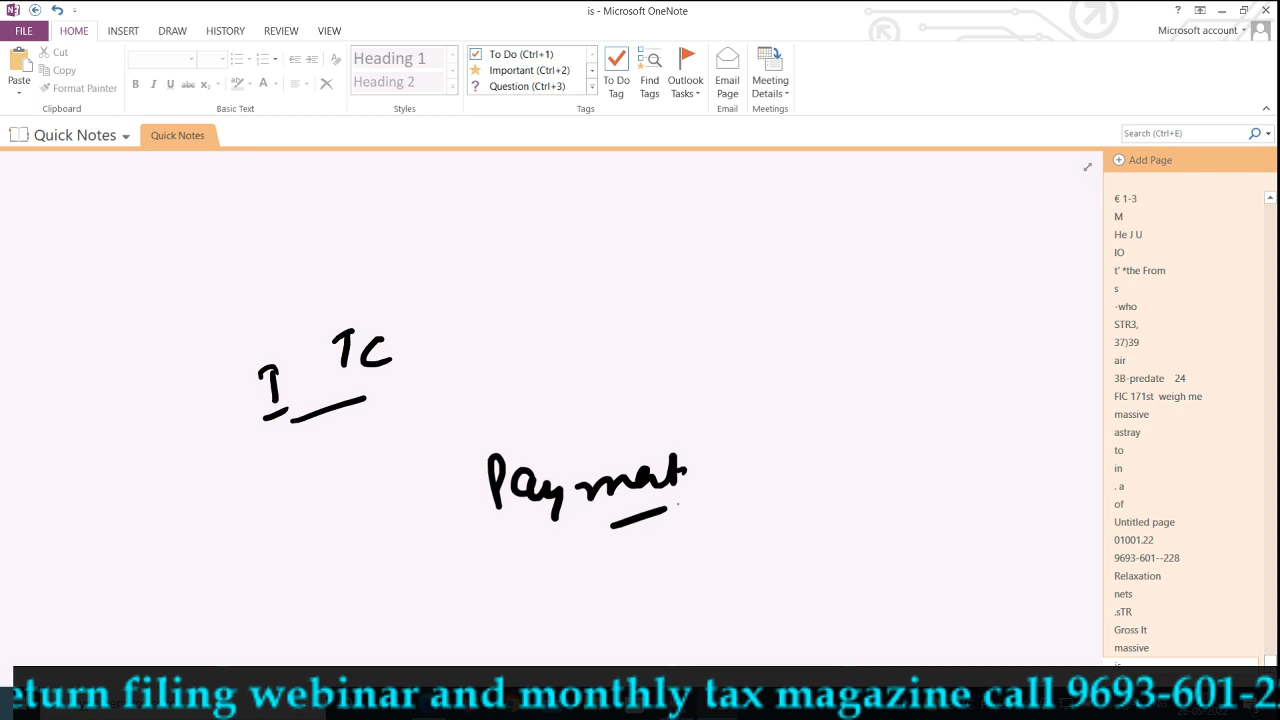 is - Microsoft OneNote
?
FILE HOME INSERT DRAW HISTORY REVIEW VIEW
Microsoft account
Paste
Cut
Copy
Format Painter
Clipboard
B I U abc x₂ A
Basic Text
Heading 1
Heading 2
Styles
To Do (Ctrl+1)
Important (Ctrl+2)
Question (Ctrl+3)
To Do Tag
Find Tags
Outlook Tasks
Tags
Email Page
Email
Meeting Details
Meetings
Quick Notes
Quick Notes
Search (Ctrl+E)
Add Page
€ 1-3
M
He J U
IO
t' *the From
s
-who
STR3,
37)39
air
3B-predate 24
FIC 171st weigh me
massive
astray
to
in
. a
of
Untitled page
01001.22
9693-601--228
Relaxation
nets
.sTR
Gross It
massive
is
I TC
Payment
eturn filing webinar and monthly tax magazine call 9693-601-2